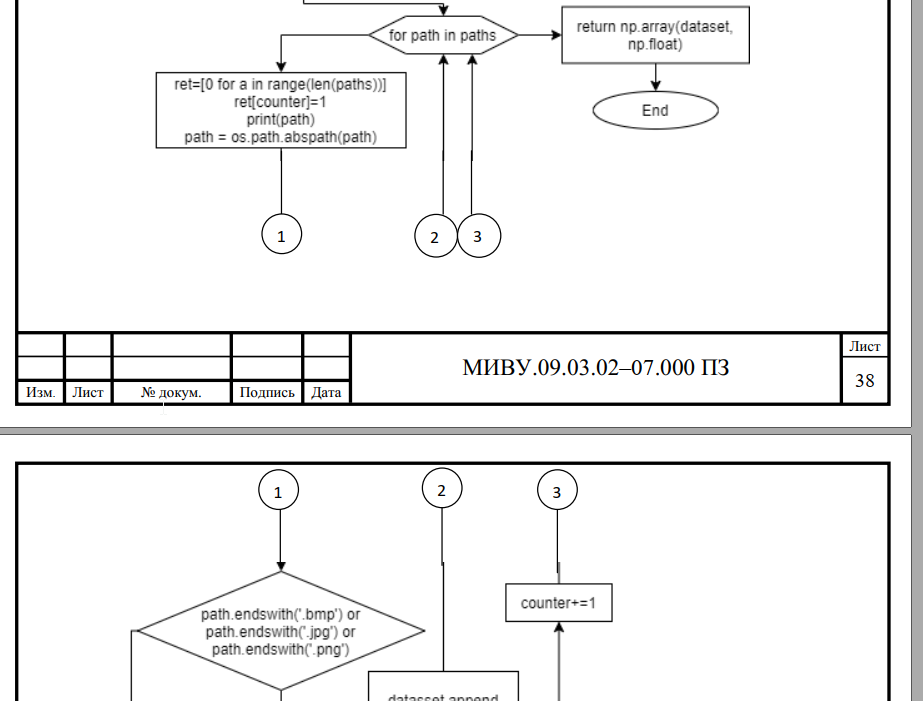 for path in paths
return np.array(dataset,
np.float)
ret=[0 for a in range(len(paths))]
ret[counter]=1
print(path)
path = os.path.abspath(path)
End
1
2
3
МИВУ.09.03.02–07.000 ПЗ
Лист
38
Изм.
Лист
№ докум.
Подпись
Дата
1
2
3
path.endswith('.bmp') or
path.endswith('.jpg') or
path.endswith('.png')
counter+=1
datasset.append